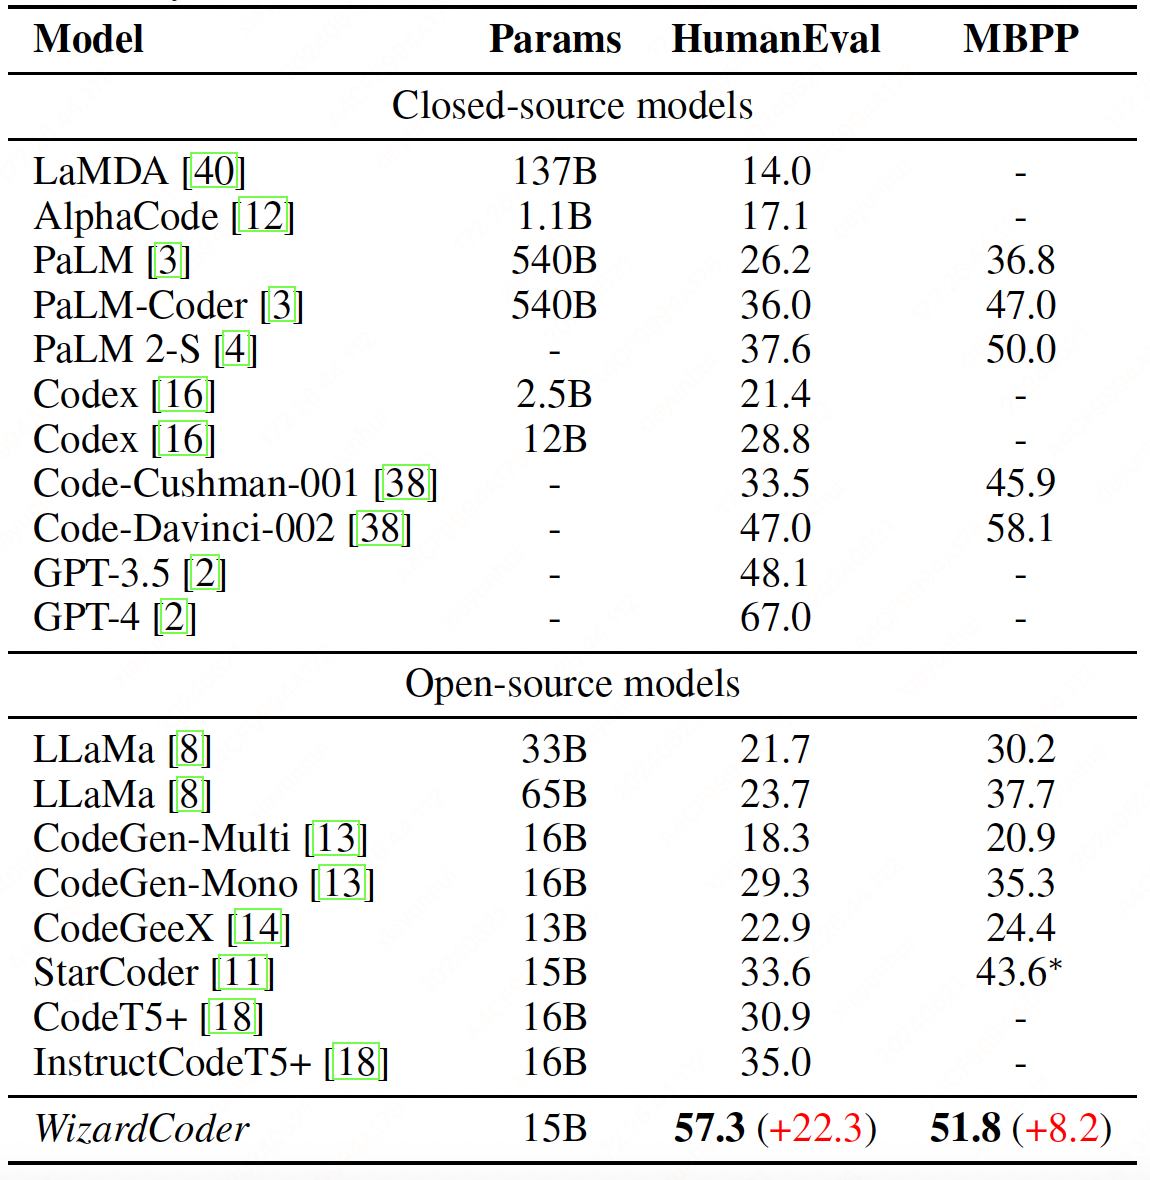 Model Params HumanEval MBPP
Closed-source models
LaMDA [40] 137B 14.0 -
AlphaCode [12] 1.1B 17.1 -
PaLM [3] 540B 26.2 36.8
PaLM-Coder [3] 540B 36.0 47.0
PaLM 2-S [4] - 37.6 50.0
Codex [16] 2.5B 21.4 -
Codex [16] 12B 28.8 -
Code-Cushman-001 [38] - 33.5 45.9
Code-Davinci-002 [38] - 47.0 58.1
GPT-3.5 [2] - 48.1 -
GPT-4 [2] - 67.0 -
Open-source models
LLaMa [8] 33B 21.7 30.2
LLaMa [8] 65B 23.7 37.7
CodeGen-Multi [13] 16B 18.3 20.9
CodeGen-Mono [13] 16B 29.3 35.3
CodeGeeX [14] 13B 22.9 24.4
StarCoder [11] 15B 33.6 43.6*
CodeT5+ [18] 16B 30.9 -
InstructCodeT5+ [18] 16B 35.0 -
WizardCoder 15B 57.3 (+22.3) 51.8 (+8.2)